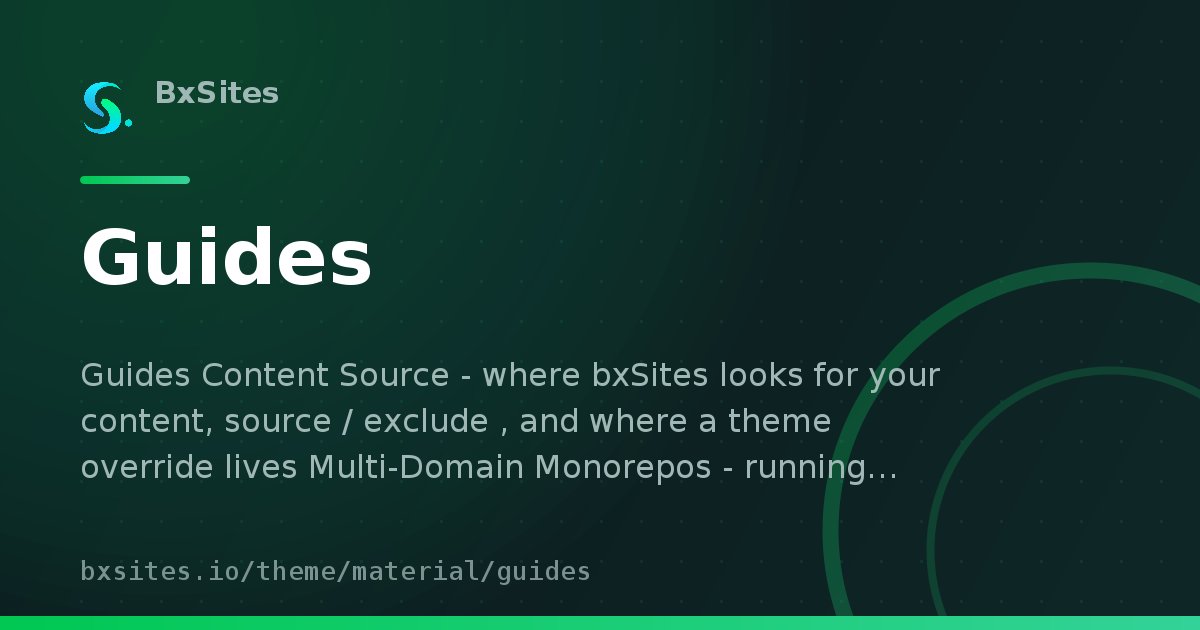 BxSites
Guides
Guides Content Source - where bxSites looks for your
content, source / exclude , and where a theme
override lives Multi-Domain Monorepos - running...
bxsites.io/theme/material/guides